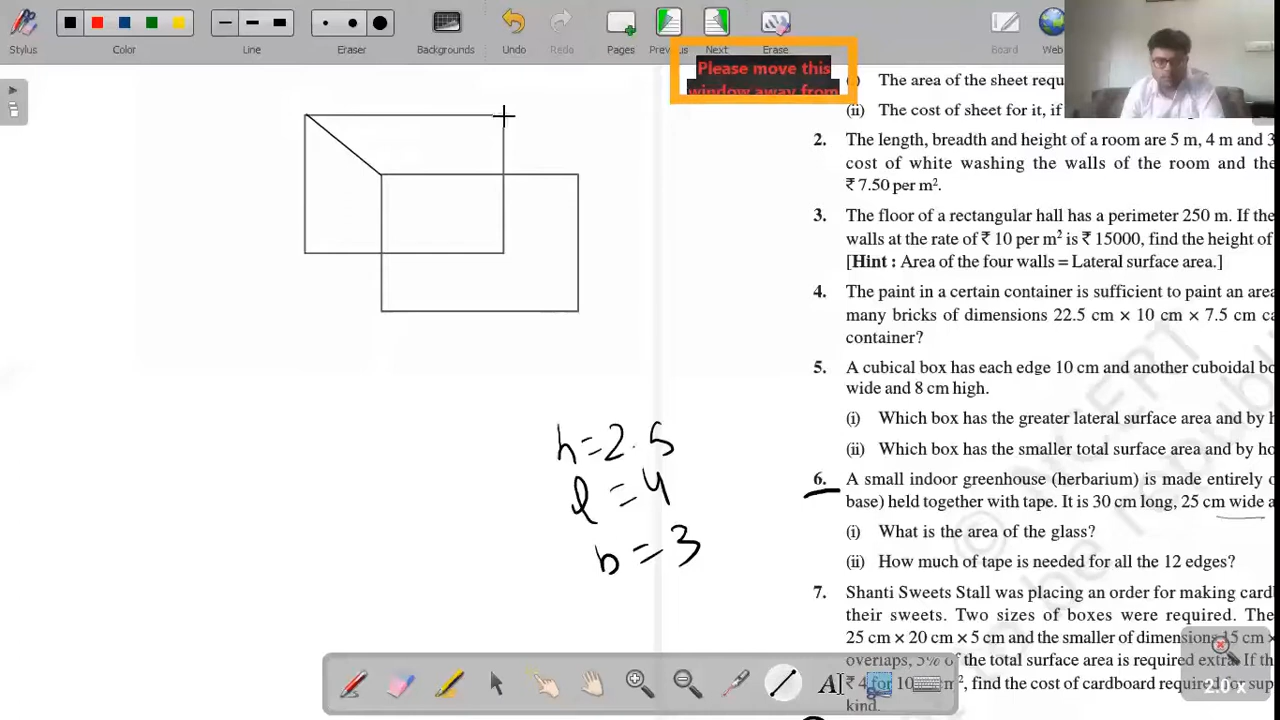 Stylus
Color
Line
Eraser
Backgrounds
Undo
Redo
Pages
Next
Erase
Board
Web
Please move this
window away from
The area of the sheet requ
(ii) The cost of sheet for it, if
2. The length, breadth and height of a room are 5 m, 4 m and 3
cost of white washing the walls of the room and the
₹ 7.50 per m².
3. The floor of a rectangular hall has a perimeter 250 m. If the
walls at the rate of ₹ 10 per m² is ₹ 15000, find the height of
[Hint : Area of the four walls = Lateral surface area.]
4. The paint in a certain container is sufficient to paint an area
many bricks of dimensions 22.5 cm × 10 cm × 7.5 cm ca
container?
5. A cubical box has each edge 10 cm and another cuboidal bo
wide and 8 cm high.
(i) Which box has the greater lateral surface area and by h
(ii) Which box has the smaller total surface area and by ho
6. A small indoor greenhouse (herbarium) is made entirely o
base) held together with tape. It is 30 cm long, 25 cm wide a
(i) What is the area of the glass?
(ii) How much of tape is needed for all the 12 edges?
7. Shanti Sweets Stall was placing an order for making card
their sweets. Two sizes of boxes were required. The
25 cm × 20 cm × 5 cm and the smaller of dimensions 15 cm ×
overlaps, 5% of the total surface area is required extra. If th
₹ 4 for 10 cm², find the cost of cardboard required for sup
kind.
h=2.5
l=4
b=3
© NCERT
2.0 x